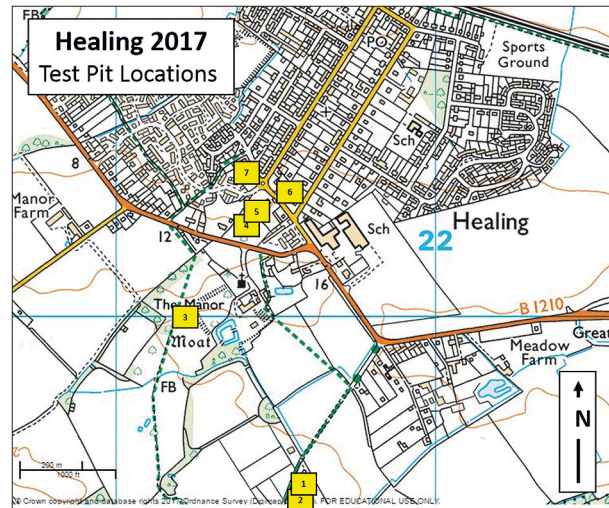 FB
Healing 2017
Test Pit Locations
PO
Sports
Ground
Sch
8
7
6
Manor
Farm
5
4
12
Sch
Healing
22
16
The Manor
3
Moat
B 1210
Great
Meadow
Farm
FB
N
200 m
1000 ft
1
2
© Crown copyright and database rights 2017 Ordnance Survey (Digimap FOR EDUCATIONAL USE ONLY.